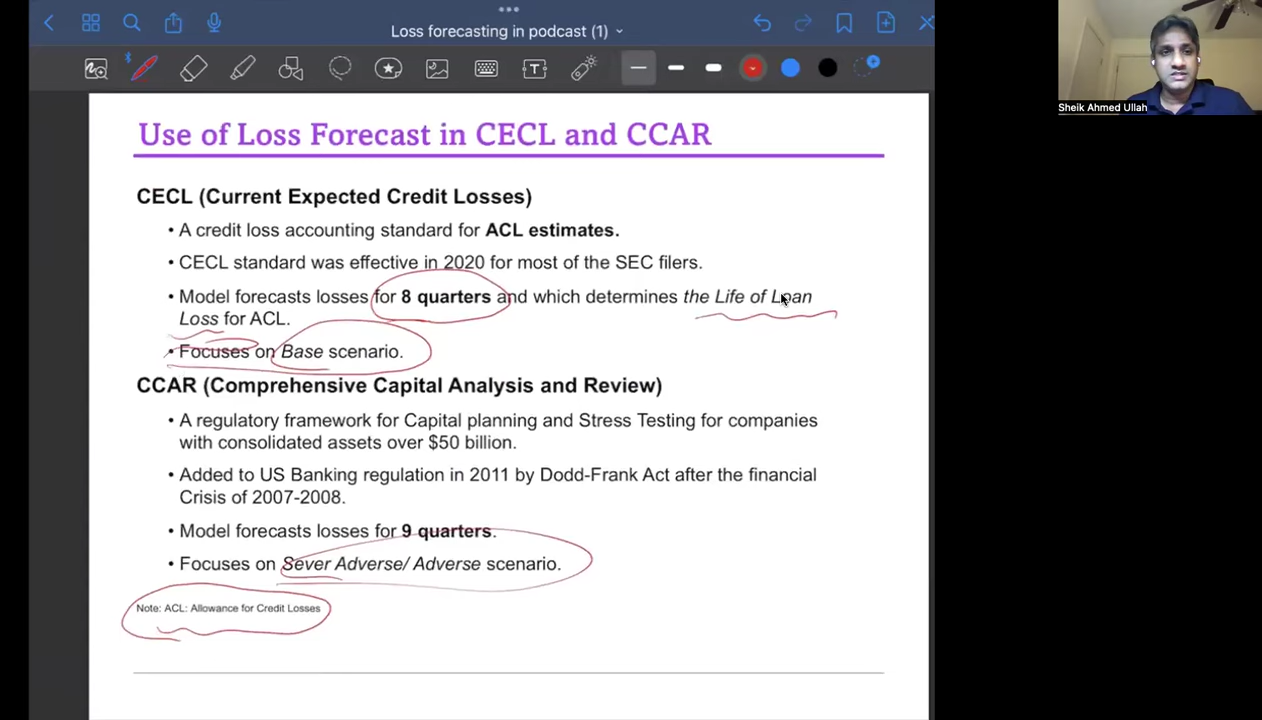 Loss forecasting in podcast (1)
Sheik Ahmed Ullah
Use of Loss Forecast in CECL and CCAR
CECL (Current Expected Credit Losses)
• A credit loss accounting standard for ACL estimates.
• CECL standard was effective in 2020 for most of the SEC filers.
• Model forecasts losses for 8 quarters and which determines the Life of Loan
Loss for ACL.
• Focuses on Base scenario.
CCAR (Comprehensive Capital Analysis and Review)
• A regulatory framework for Capital planning and Stress Testing for companies
with consolidated assets over $50 billion.
• Added to US Banking regulation in 2011 by Dodd-Frank Act after the financial
Crisis of 2007-2008.
• Model forecasts losses for 9 quarters.
• Focuses on Sever Adverse/ Adverse scenario.
Note: ACL: Allowance for Credit Losses